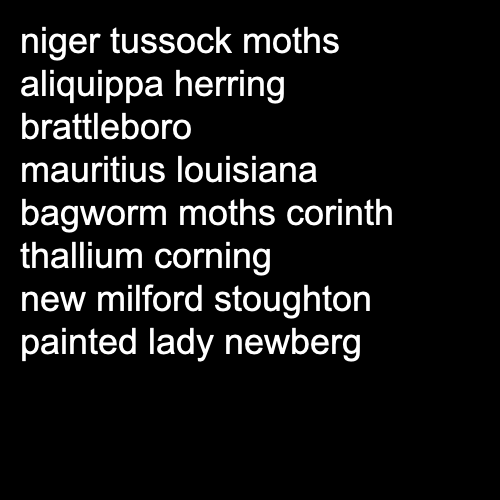 niger tussock moths
aliquippa herring
brattleboro
mauritius louisiana
bagworm moths corinth
thallium corning
new milford stoughton
painted lady newberg